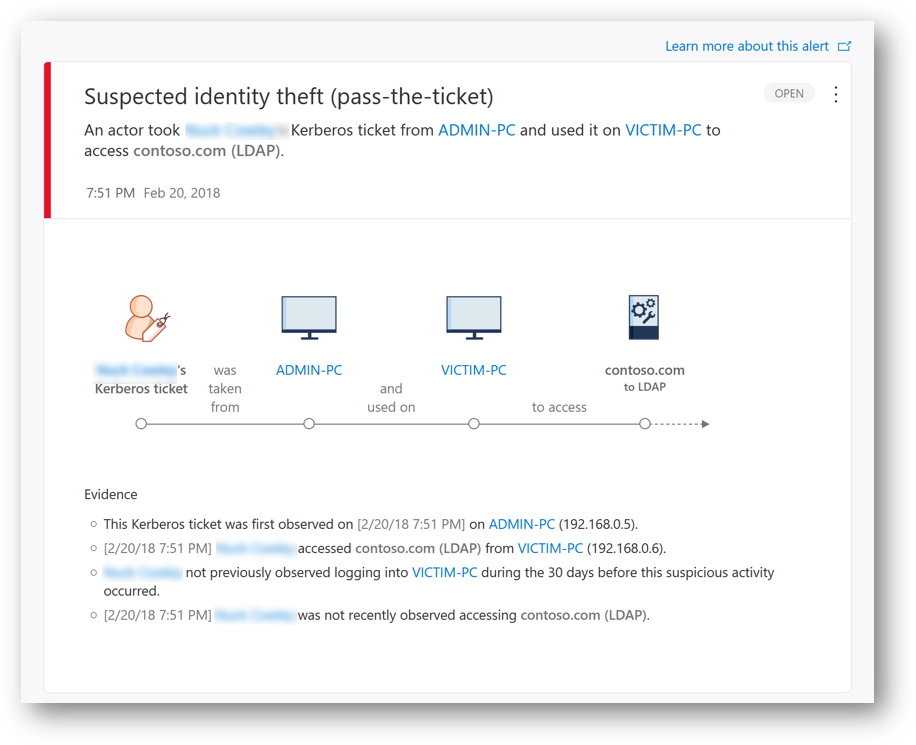 Learn more about this alert
Suspected identity theft (pass-the-ticket)
OPEN
An actor took Kerberos ticket from ADMIN-PC and used it on VICTIM-PC to
access contoso.com (LDAP).
7:51 PM Feb 20, 2018
's
Kerberos ticket
was
taken
from
ADMIN-PC
and
used on
VICTIM-PC
to access
contoso.com
to LDAP
Evidence
This Kerberos ticket was first observed on [2/20/18 7:51 PM] on ADMIN-PC (192.168.0.5).
[2/20/18 7:51 PM] accessed contoso.com (LDAP) from VICTIM-PC (192.168.0.6).
not previously observed logging into VICTIM-PC during the 30 days before this suspicious activity
occurred.
[2/20/18 7:51 PM] was not recently observed accessing contoso.com (LDAP).